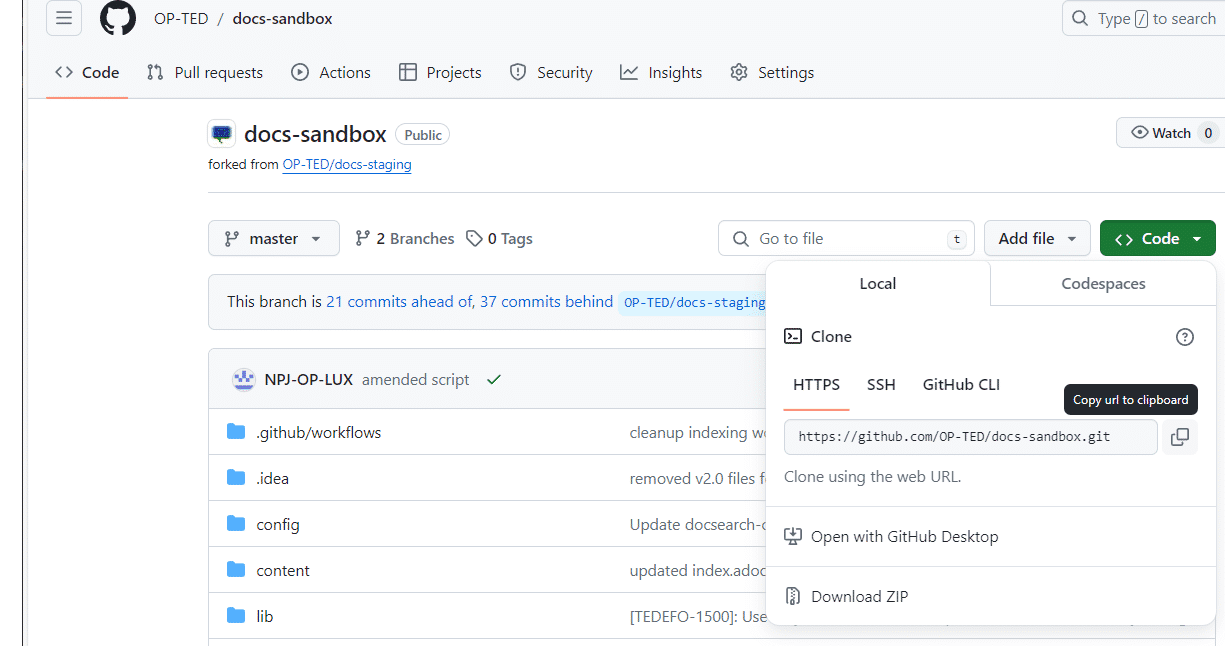 OP-TED / docs-sandbox
Type / to search
Code Pull requests Actions Projects Security Insights Settings
docs-sandbox Public
Watch 0
forked from OP-TED/docs-staging
master 2 Branches 0 Tags
Go to file t
Add file
Code
This branch is 21 commits ahead of, 37 commits behind OP-TED/docs-staging
Local Codespaces
Clone
HTTPS SSH GitHub CLI
Copy url to clipboard
https://github.com/OP-TED/docs-sandbox.git
Clone using the web URL.
Open with GitHub Desktop
Download ZIP
NPJ-OP-LUX amended script
.github/workflows cleanup indexing
.idea removed v2.0 files
config Update
content updated
lib [TEDEFO-1500]: